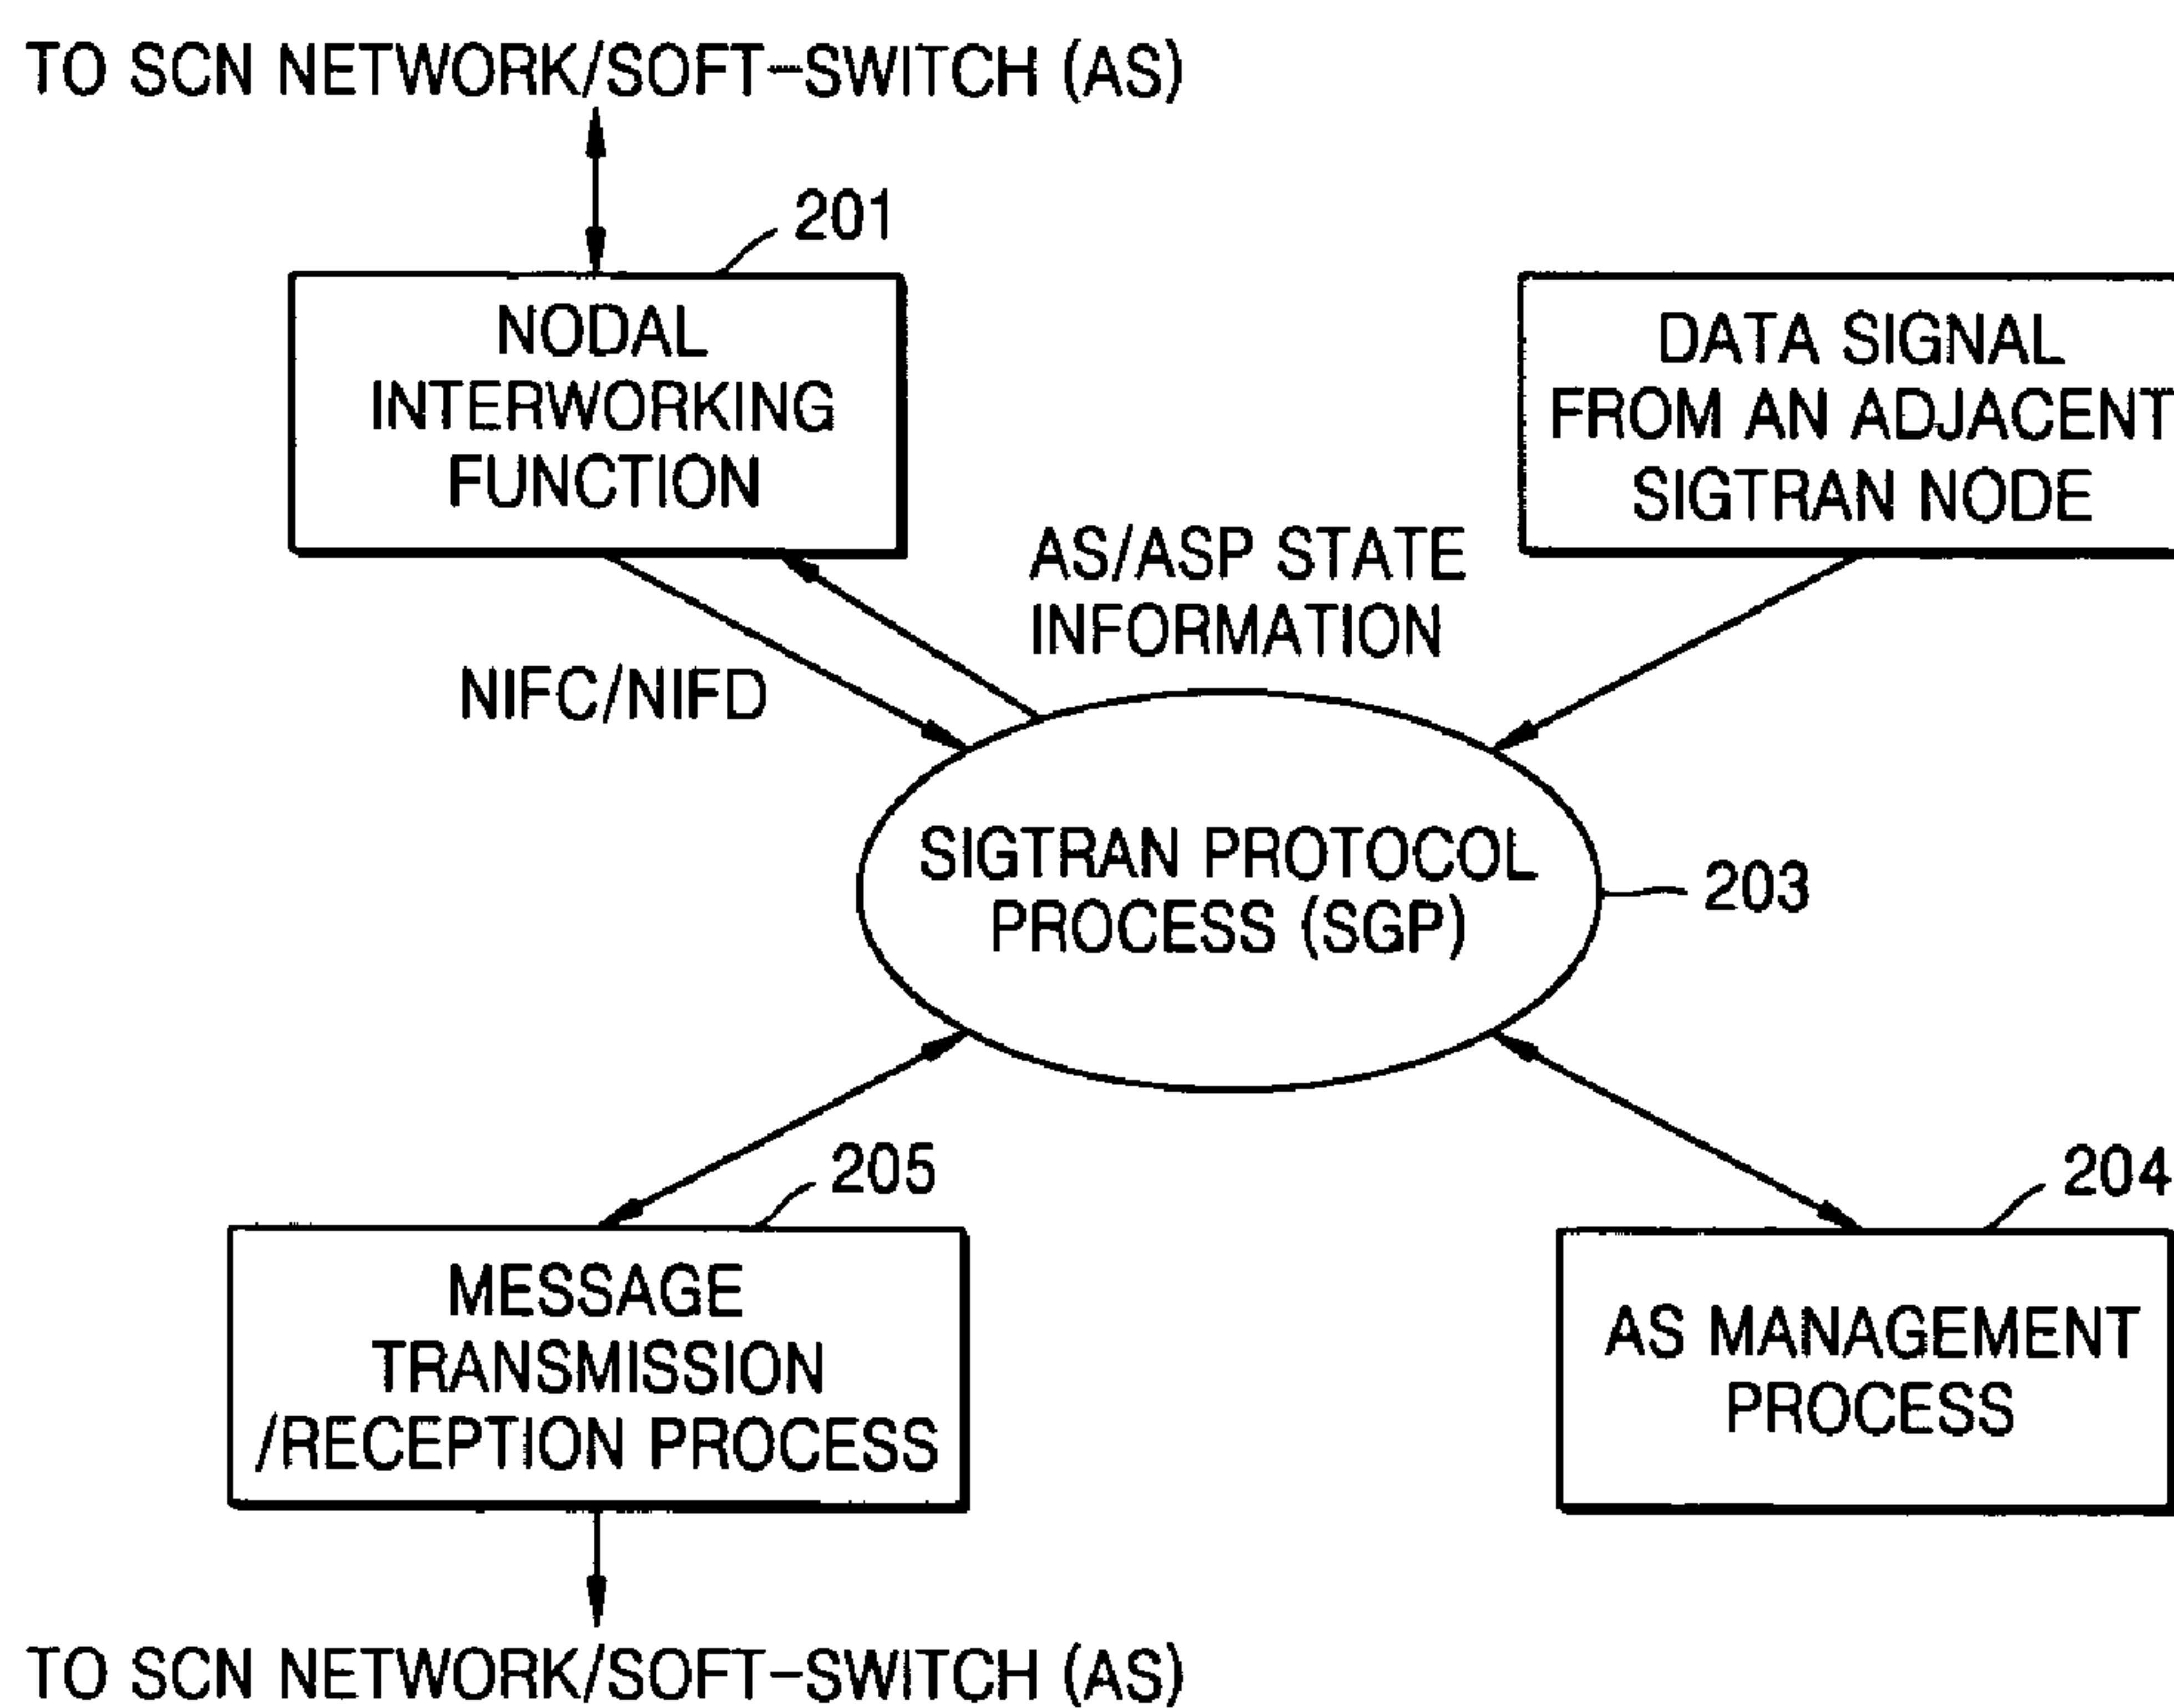 TO SCN NETWORK/SOFT-SWITCH (AS)
201
NODAL
INTERWORKING
FUNCTION
DATA SIGNAL
FROM AN ADJACENT
SIGTRAN NODE
AS/ASP STATE
INFORMATION
NIFC/NIFD
SIGTRAN PROTOCOL
PROCESS (SGP)
203
205
204
MESSAGE
TRANSMISSION
/RECEPTION PROCESS
AS MANAGEMENT
PROCESS
TO SCN NETWORK/SOFT-SWITCH (AS)